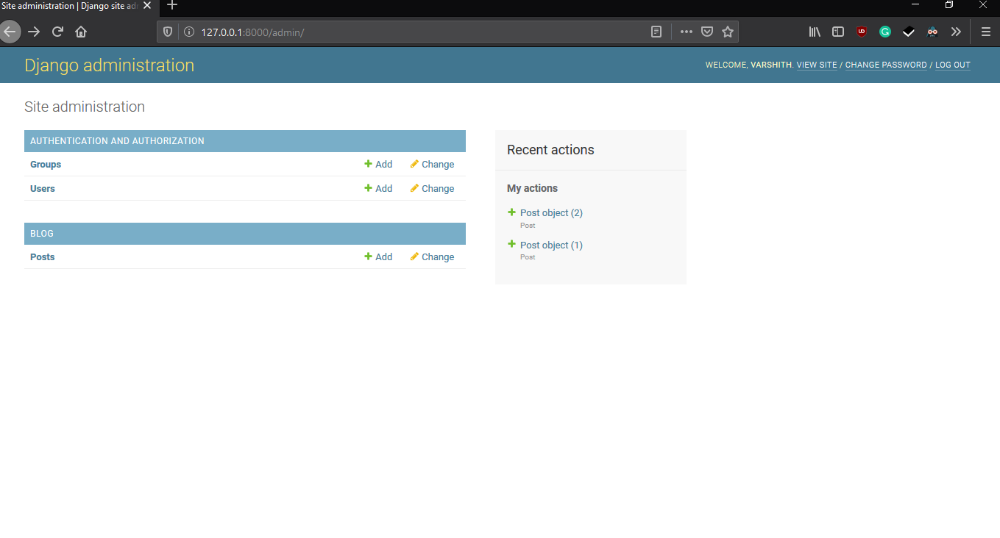 Site administration | Django site adm
127.0.0.1:8000/admin/
UD
G
Django administration
WELCOME, VARSHITH. VIEW SITE / CHANGE PASSWORD / LOG OUT
Site administration
AUTHENTICATION AND AUTHORIZATION
Groups Add Change
Users Add Change
BLOG
Posts Add Change
Recent actions
My actions
Post object (2)
Post
Post object (1)
Post